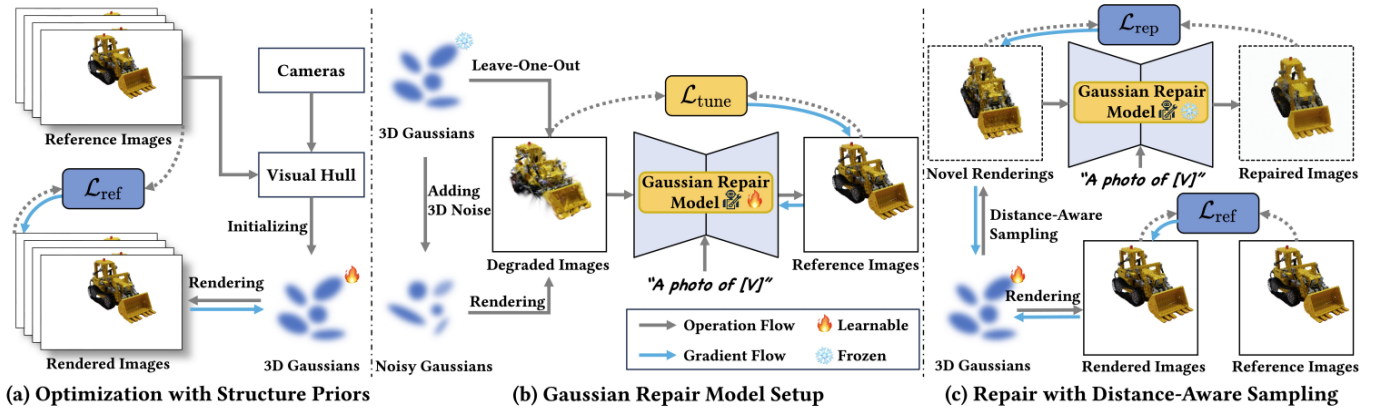 Reference Images
Cameras
Visual Hull
Initializing
ℒref
Rendering
Rendered Images
3D Gaussians
(a) Optimization with Structure Priors
Leave-One-Out
3D Gaussians
Adding
3D Noise
Noisy Gaussians
Rendering
Degraded Images
ℒtune
Gaussian Repair
Model
"A photo of [V]"
Reference Images
Operation Flow
Learnable
Gradient Flow
Frozen
(b) Gaussian Repair Model Setup
ℒrep
Novel Renderings
Gaussian Repair
Model
"A photo of [V]"
Repaired Images
Distance-Aware
Sampling
ℒref
3D Gaussians
Rendering
Rendered Images
Reference Images
(c) Repair with Distance-Aware Sampling